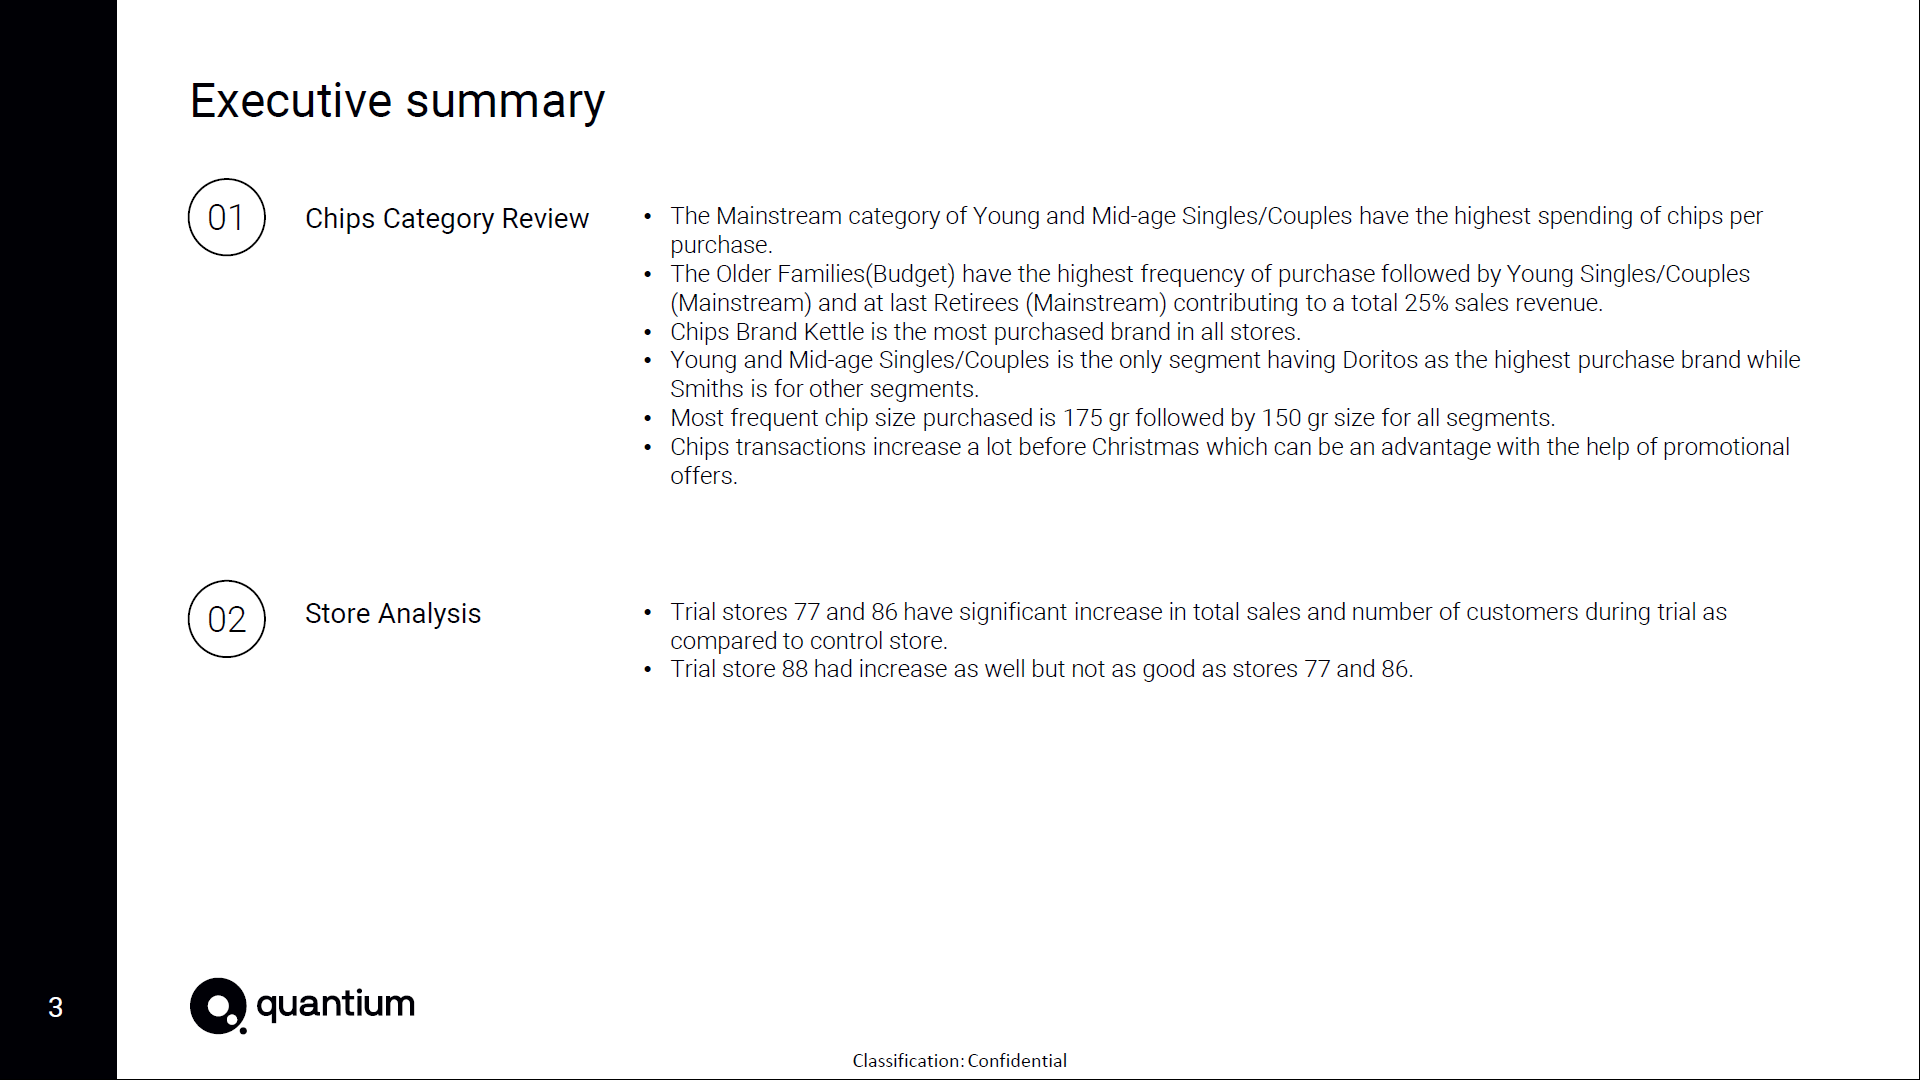 Executive summary
01
Chips Category Review
• The Mainstream category of Young and Mid-age Singles/Couples have the highest spending of chips per
purchase.
• The Older Families(Budget) have the highest frequency of purchase followed by Young Singles/Couples
(Mainstream) and at last Retirees (Mainstream) contributing to a total 25% sales revenue.
• Chips Brand Kettle is the most purchased brand in all stores.
• Young and Mid-age Singles/Couples is the only segment having Doritos as the highest purchase brand while
Smiths is for other segments.
• Most frequent chip size purchased is 175 gr followed by 150 gr size for all segments.
• Chips transactions increase a lot before Christmas which can be an advantage with the help of promotional
offers.
02
Store Analysis
• Trial stores 77 and 86 have significant increase in total sales and number of customers during trial as
compared to control store.
• Trial store 88 had increase as well but not as good as stores 77 and 86.
3
quantium
Classification: Confidential